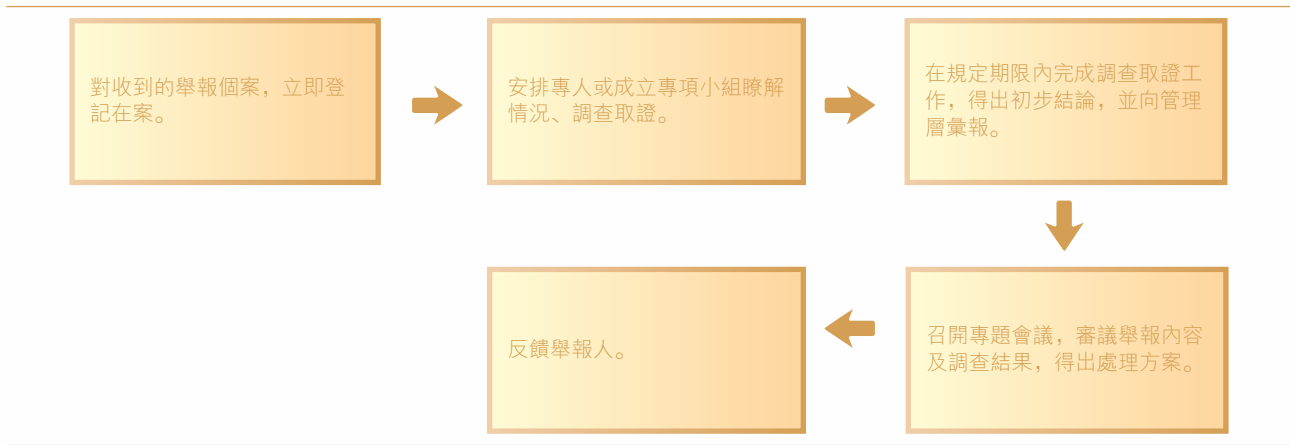 對收到的舉報個案，立即登
記在案。
安排專人或成立專項小組瞭解
情況、調查取證。
在規定期限內完成調查取證工
作，得出初步結論，並向管理
層彙報。
召開專題會議，審議舉報內容
及調查結果，得出處理方案。
反饋舉報人。